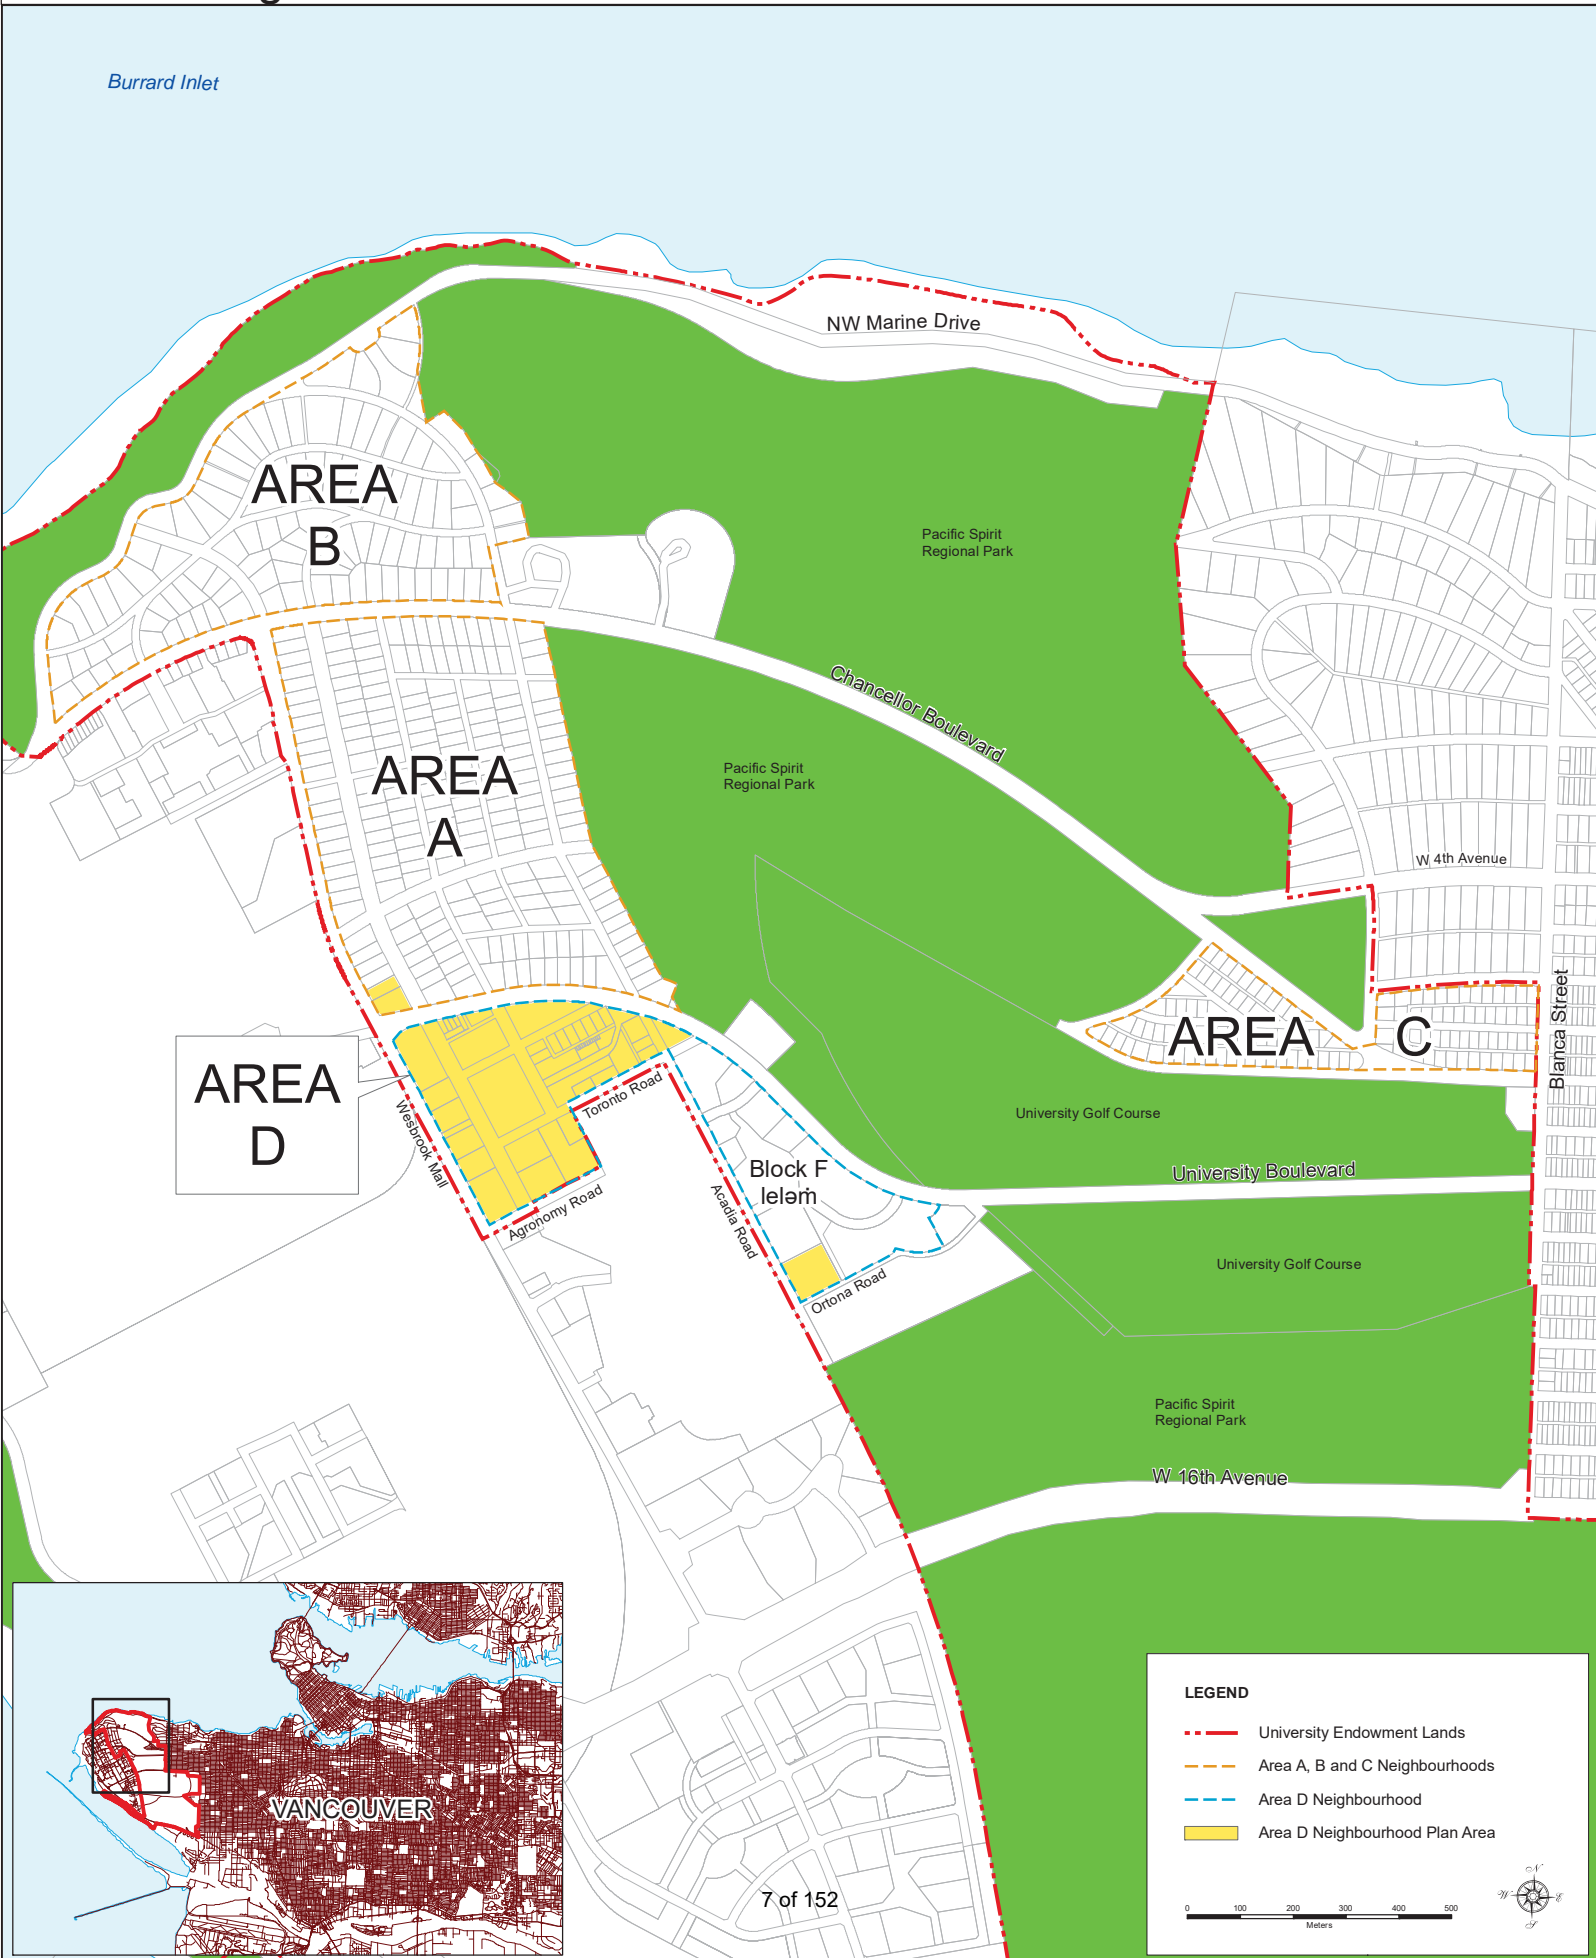 Burrard Inlet
NW Marine Drive
AREA
B
Pacific Spirit
Regional Park
Chancellor Boulevard
AREA
A
Pacific Spirit
Regional Park
W 4th Avenue
AREA C
Blanca Street
AREA
D
Wesbrook Mall
Toronto Road
Agronomy Road
Acadia Road
Block F
leləm̓
Ortona Road
University Golf Course
University Boulevard
University Golf Course
Pacific Spirit
Regional Park
W 16th Avenue
VANCOUVER
7 of 152
LEGEND
University Endowment Lands
Area A, B and C Neighbourhoods
Area D Neighbourhood
Area D Neighbourhood Plan Area
N
W E
S
0 100 200 300 400 500
Meters